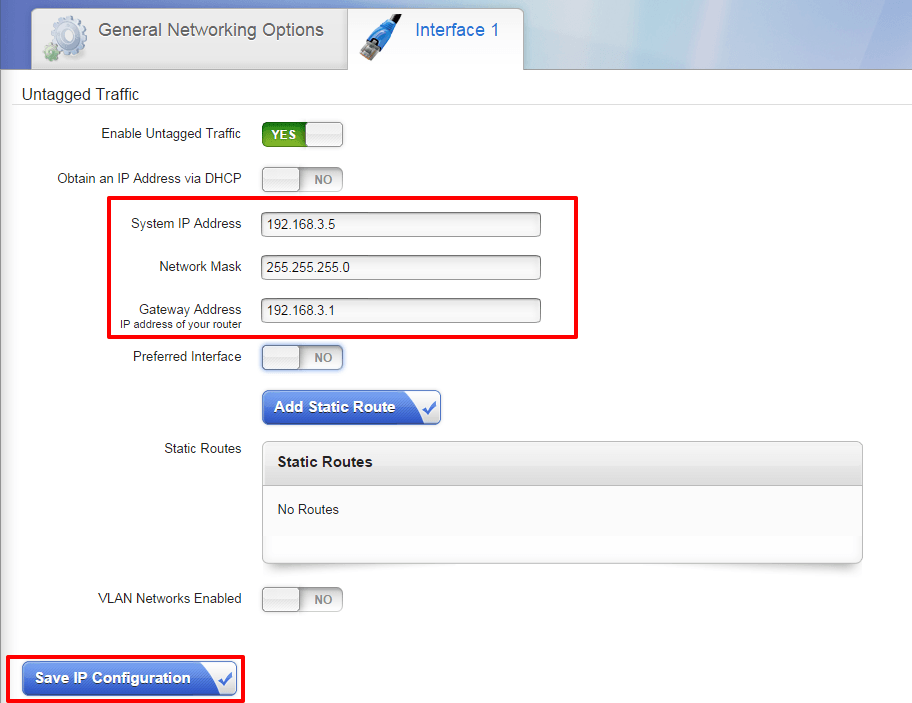 General Networking Options
Interface 1
Untagged Traffic
Enable Untagged Traffic
YES
Obtain an IP Address via DHCP
NO
System IP Address
192.168.3.5
Network Mask
255.255.255.0
Gateway Address
IP address of your router
192.168.3.1
Preferred Interface
NO
Add Static Route
Static Routes
Static Routes
No Routes
VLAN Networks Enabled
NO
Save IP Configuration